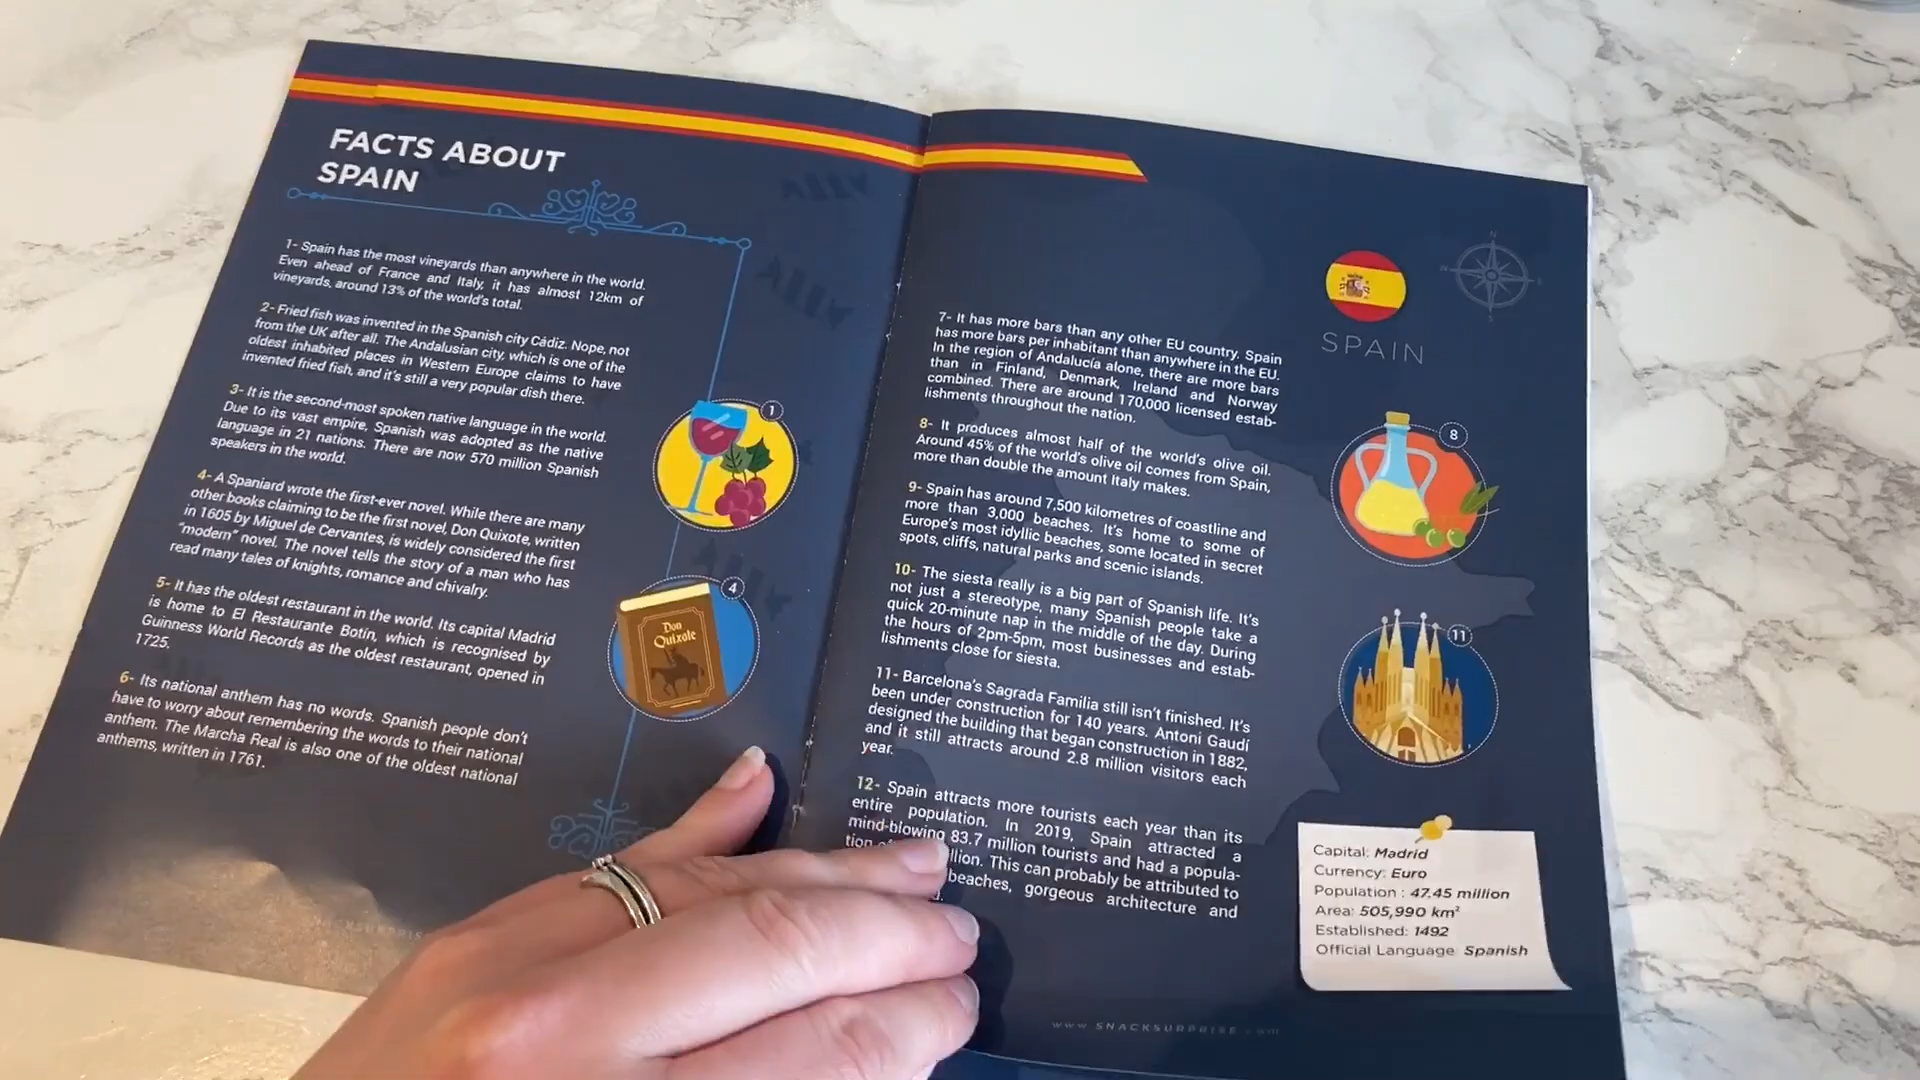 FACTS ABOUT
SPAIN
1- Spain has the most vineyards than anywhere in the world.
Even ahead of France and Italy, it has almost 12km of
vineyards, around 13% of the world's total.
2- Fried fish was invented in the Spanish city Cádiz. Nope, not
from the UK after all. The Andalusian city, which is one of the
oldest inhabited places in Western Europe claims to have
invented fried fish, and it's still a very popular dish there.
3- It is the second-most spoken native language in the world.
Due to its vast empire, Spanish was adopted as the native
language in 21 nations. There are now 570 million Spanish
speakers in the world.
4- A Spaniard wrote the first-ever novel. While there are many
other books claiming to be the first novel, Don Quixote, written
in 1605 by Miguel de Cervantes, is widely considered the first
"modern" novel. The novel tells the story of a man who has
read many tales of knights, romance and chivalry.
5- It has the oldest restaurant in the world. Its capital Madrid
is home to El Restaurante Botín, which is recognised by
Guinness World Records as the oldest restaurant, opened in
1725.
6- Its national anthem has no words. Spanish people don't
have to worry about remembering the words to their national
anthem. The Marcha Real is also one of the oldest national
anthems, written in 1761.
1
4
Don
Quixote
7- It has more bars than any other EU country. Spain
has more bars per inhabitant than anywhere in the EU.
In the region of Andalucía alone, there are more bars
than in Finland, Denmark, Ireland and Norway
combined. There are around 170,000 licensed estab-
lishments throughout the nation.
8- It produces almost half of the world's olive oil.
Around 45% of the world's olive oil comes from Spain,
more than double the amount Italy makes.
9- Spain has around 7,500 kilometres of coastline and
more than 3,000 beaches. It's home to some of
Europe's most idyllic beaches, some located in secret
spots, cliffs, natural parks and scenic islands.
10- The siesta really is a big part of Spanish life. It's
not just a stereotype, many Spanish people take a
quick 20-minute nap in the middle of the day. During
the hours of 2pm-5pm, most businesses and estab-
lishments close for siesta.
11- Barcelona's Sagrada Familia still isn't finished. It's
been under construction for 140 years. Antoni Gaudí
designed the building that began construction in 1882,
and it still attracts around 2.8 million visitors each
year.
12- Spain attracts more tourists each year than its
entire population. In 2019, Spain attracted a
mind-blowing 83.7 million tourists and had a popula-
tion This can probably be attributed to
beaches, gorgeous architecture and
SPAIN
N
8
11
Capital: Madrid
Currency: Euro
Population : 47.45 million
Area: 505,990 km²
Established: 1492
Official Language: Spanish
www SNACKSURPRISE com